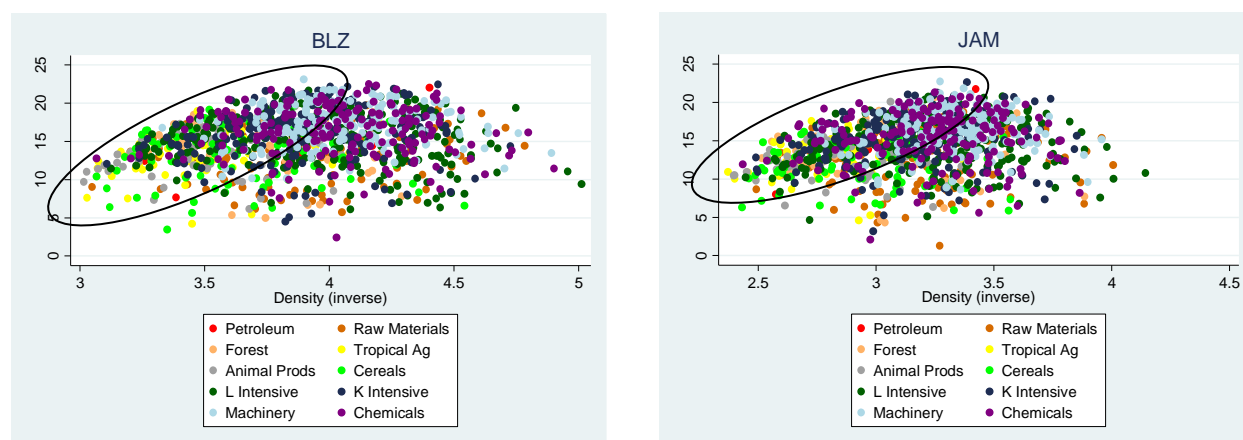 BLZ
25
20
15
10
5
0
3 3.5 4 4.5 5
Density (inverse)
Petroleum Raw Materials
Forest Tropical Ag
Animal Prods Cereals
L Intensive K Intensive
Machinery Chemicals
JAM
25
20
15
10
5
0
2.5 3 3.5 4 4.5
Density (inverse)
Petroleum Raw Materials
Forest Tropical Ag
Animal Prods Cereals
L Intensive K Intensive
Machinery Chemicals